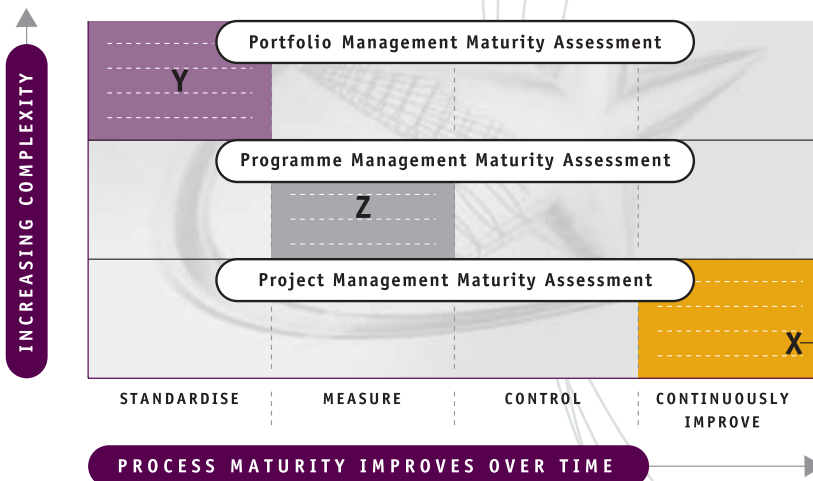 INCREASING COMPLEXITY
Portfolio Management Maturity Assessment
Y
Programme Management Maturity Assessment
Z
Project Management Maturity Assessment
X
STANDARDISE
MEASURE
CONTROL
CONTINUOUSLY
IMPROVE
PROCESS MATURITY IMPROVES OVER TIME